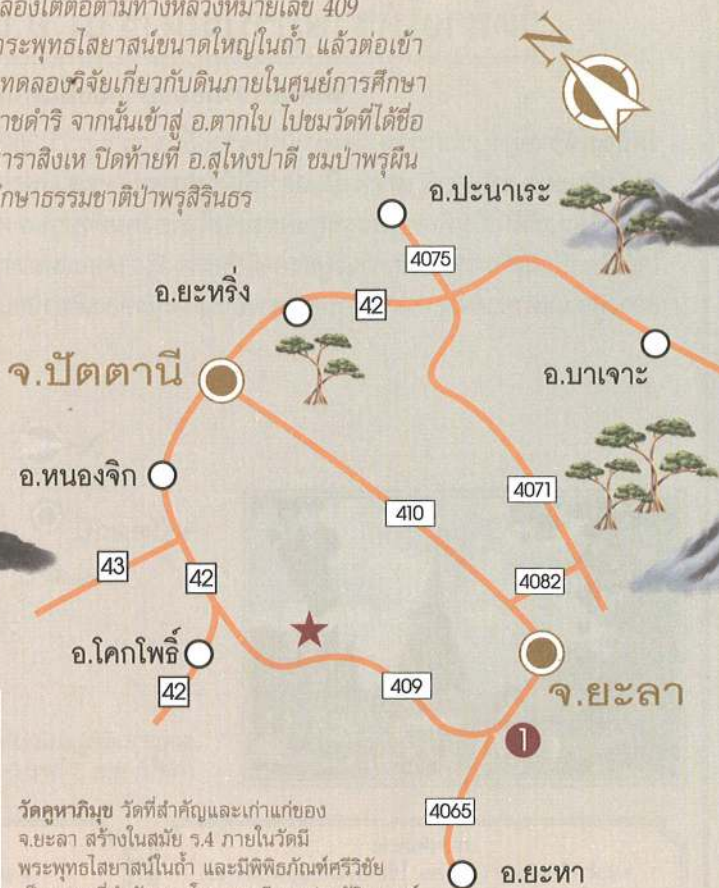 ตามทางหลวงหมายเลข 409
พระพุทธไสยาสน์ขนาดใหญ่ในถ้ำ แล้วต่อเข้า
ทดลองวิจัยเกี่ยวกับดินภายในศูนย์การศึกษา
ราชดำริ จากนั้นเข้าสู่ อ.ตากใบ ไปชมวัดที่ได้ชื่อ
ธาราสิงเห ปิดท้ายที่ อ.สุไหงปาดี ชมป่าพรุผืน
ศึกษาธรรมชาติป่าพรุสิรินธร
N
อ.ปะนาเระ
4075
อ.ยะหริ่ง
42
จ.ปัตตานี
อ.บาเจาะ
อ.หนองจิก
4071
410
43
42
4082
อ.โคกโพธิ์
42
409
จ.ยะลา
1
4065
วัดคูหาภิมุข วัดที่สำคัญและเก่าแก่ของ
จ.ยะลา สร้างในสมัย ร.4 ภายในวัดมี
พระพุทธไสยาสน์ในถ้ำ และมีพิพิธภัณฑ์ศรีวิชัย
อ.ยะหา